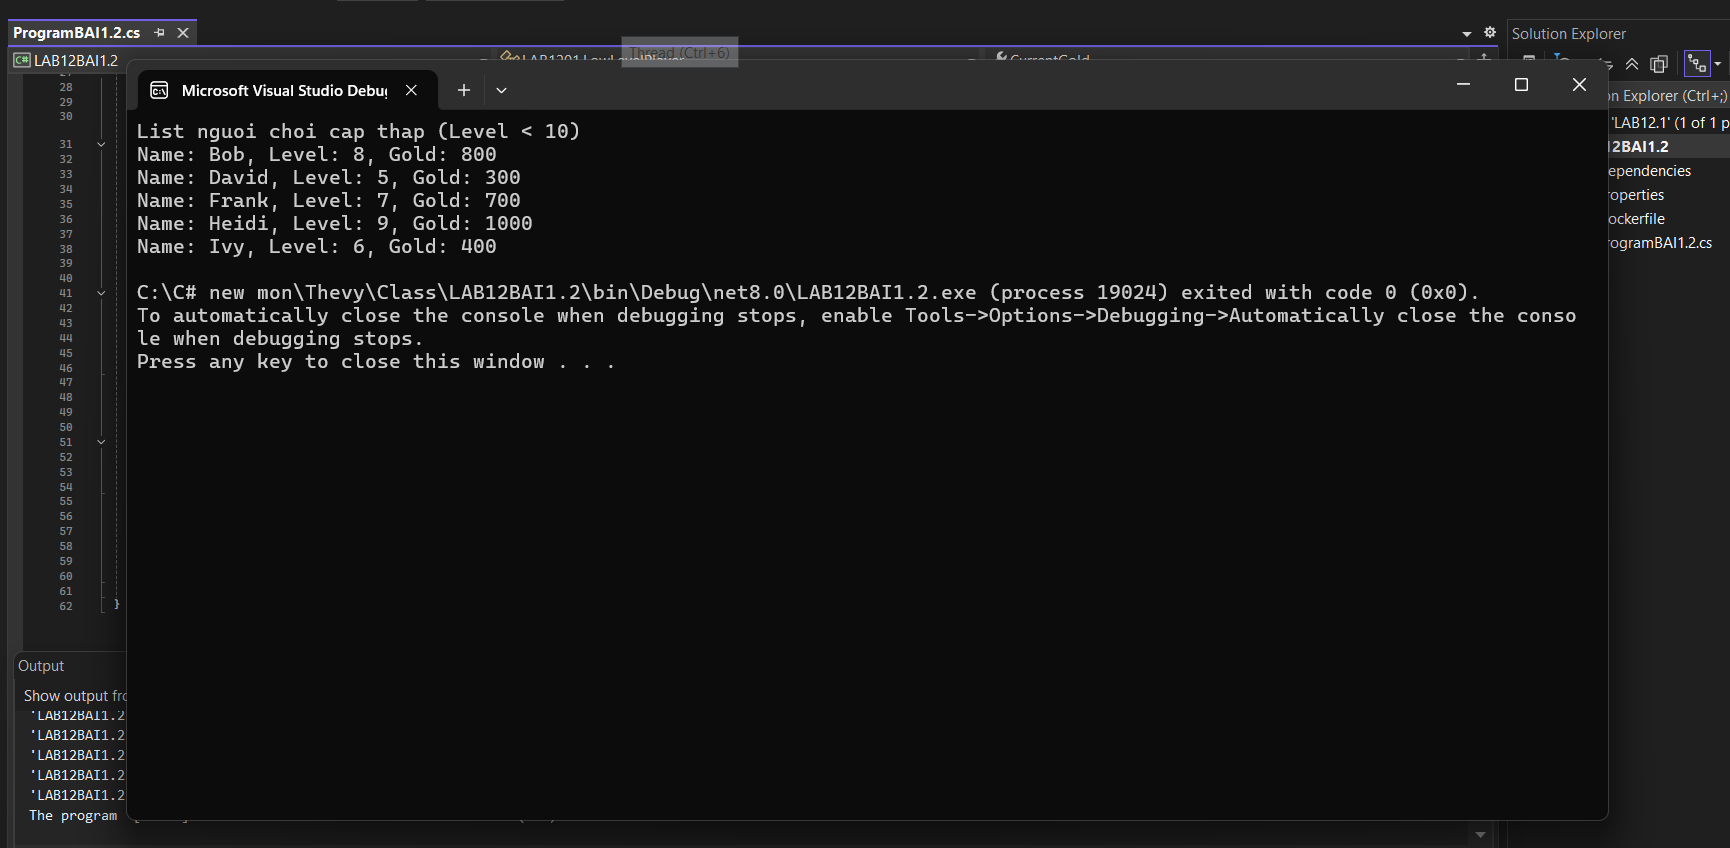 ProgramBAI1.2.cs
Solution Explorer
Thread (Ctrl+6)
C# LAB12BAI1.2
CurrentGold
Microsoft Visual Studio Debu
n Explorer (Ctrl+;)
'LAB12.1' (1 of 1 p
12BAI1.2
ependencies
roperties
ockerfile
rogramBAI1.2.cs
List nguoi choi cap thap (Level < 10)
Name: Bob, Level: 8, Gold: 800
Name: David, Level: 5, Gold: 300
Name: Frank, Level: 7, Gold: 700
Name: Heidi, Level: 9, Gold: 1000
Name: Ivy, Level: 6, Gold: 400
C:\C# new mon\Thevy\Class\LAB12BAI1.2\bin\Debug\net8.0\LAB12BAI1.2.exe (process 19024) exited with code 0 (0x0).
To automatically close the console when debugging stops, enable Tools->Options->Debugging->Automatically close the conso
le when debugging stops.
Press any key to close this window . . .
28
29
30
31
32
33
34
35
36
37
38
39
40
41
42
43
44
45
46
47
48
49
50
51
52
53
54
55
56
57
58
59
60
61
62 }
Output
Show output fro
'LAB12BAI1.2
'LAB12BAI1.2
'LAB12BAI1.2
'LAB12BAI1.2
'LAB12BAI1.2
The program